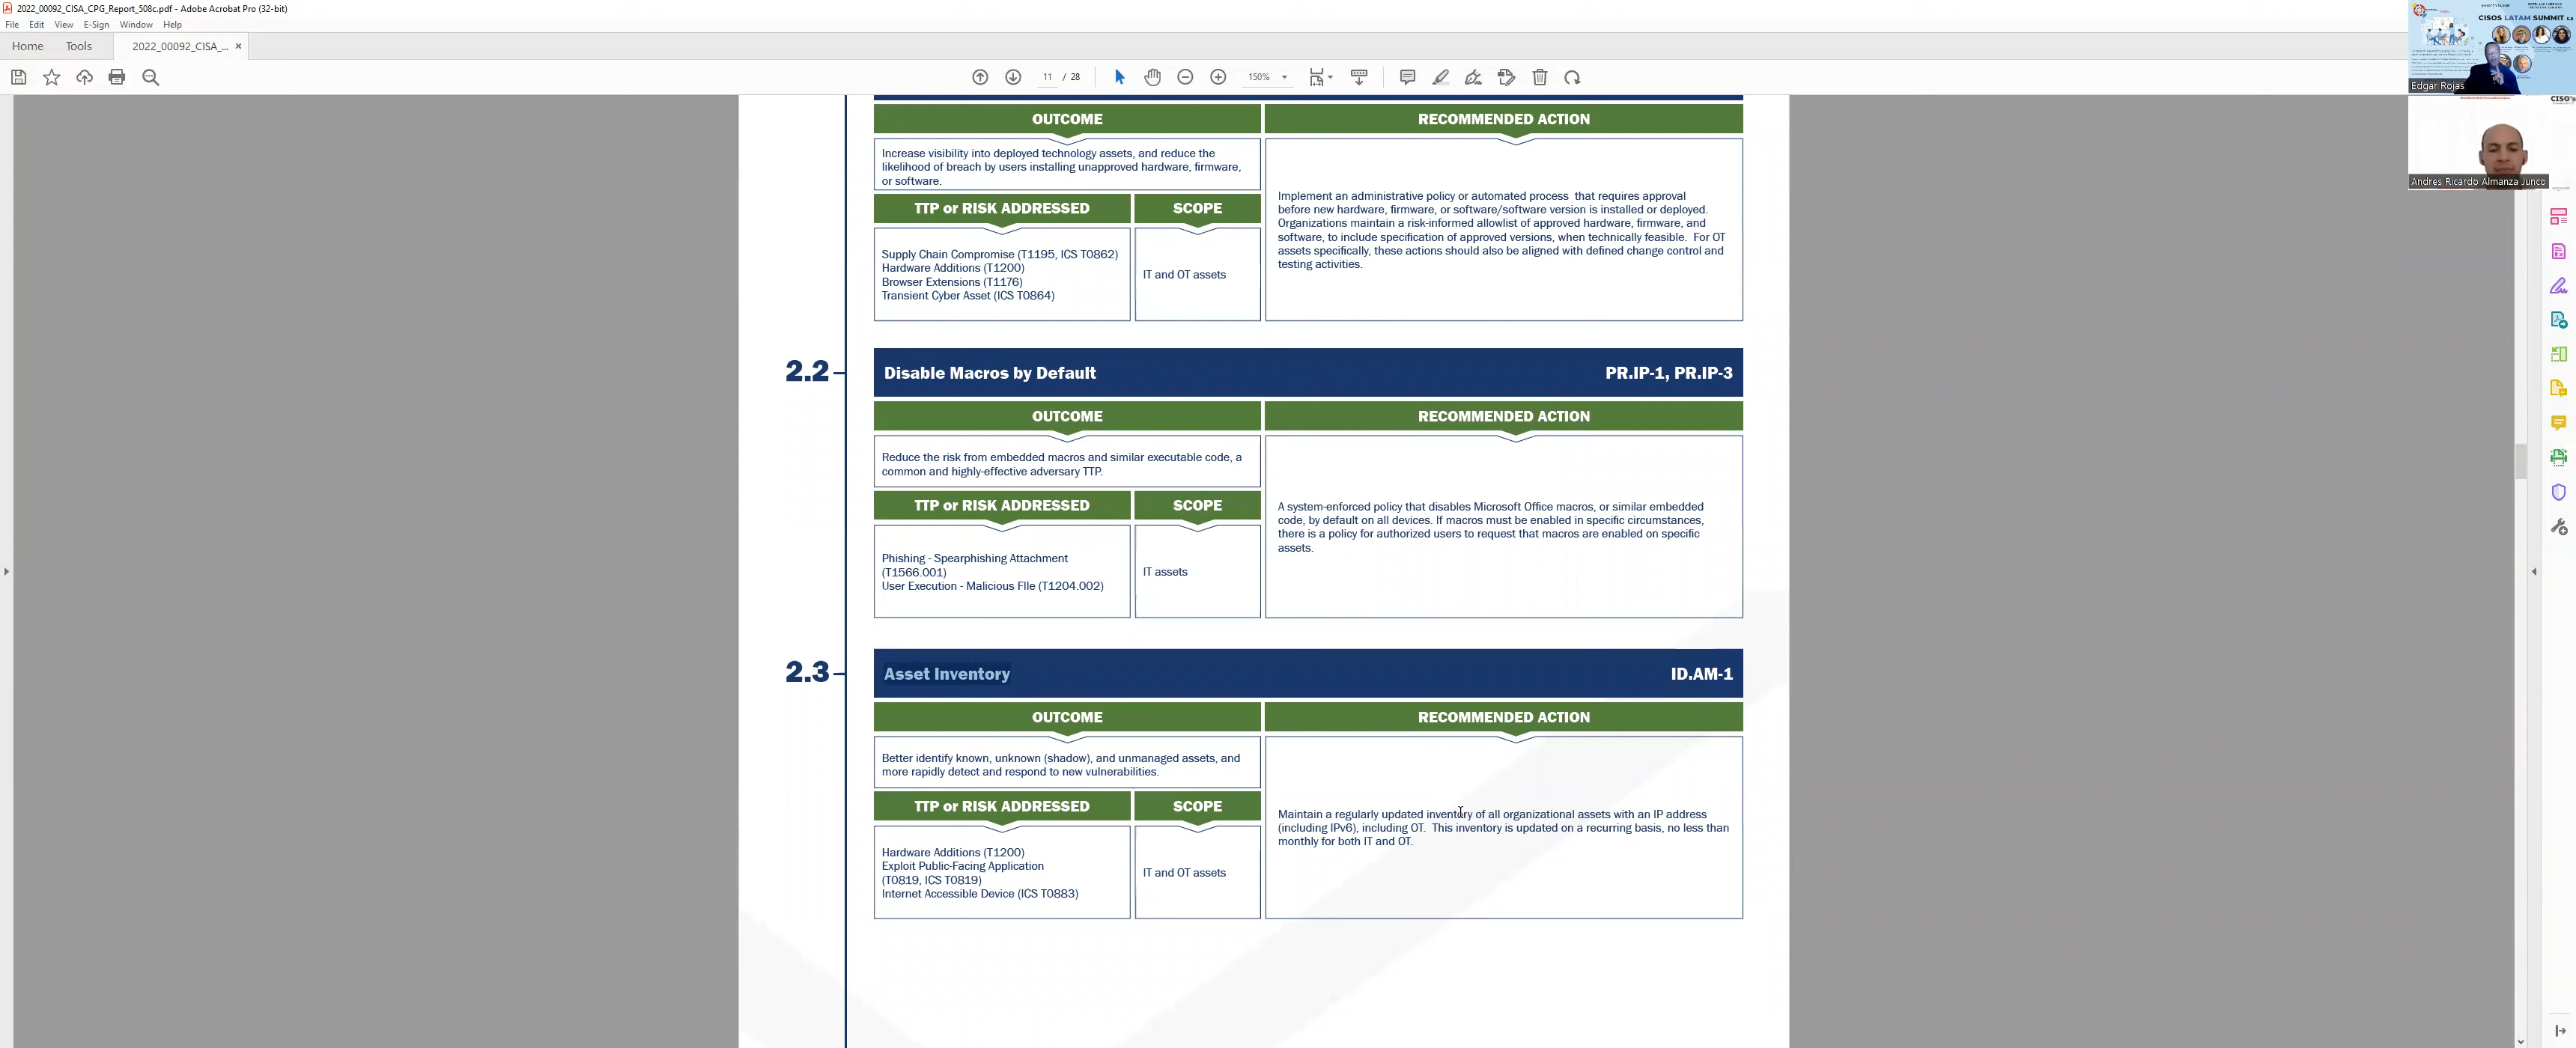 2022_00092_CISA_CPG_Report_508c.pdf - Adobe Acrobat Pro (32-bit)
File Edit View E-Sign Window Help
Home Tools 2022_00092_CISA_... ×
11 / 28 150%
OUTCOME
RECOMMENDED ACTION
Increase visibility into deployed technology assets, and reduce the
likelihood of breach by users installing unapproved hardware, firmware,
or software.
TTP or RISK ADDRESSED
SCOPE
Supply Chain Compromise (T1195, ICS T0862)
Hardware Additions (T1200)
Browser Extensions (T1176)
Transient Cyber Asset (ICS T0864)
IT and OT assets
Implement an administrative policy or automated process that requires approval
before new hardware, firmware, or software/software version is installed or deployed.
Organizations maintain a risk-informed allowlist of approved hardware, firmware, and
software, to include specification of approved versions, when technically feasible. For OT
assets specifically, these actions should also be aligned with defined change control and
testing activities.
2.2
Disable Macros by Default PR.IP-1, PR.IP-3
OUTCOME
RECOMMENDED ACTION
Reduce the risk from embedded macros and similar executable code, a
common and highly-effective adversary TTP.
TTP or RISK ADDRESSED
SCOPE
Phishing - Spearphishing Attachment
(T1566.001)
User Execution - Malicious FIle (T1204.002)
IT assets
A system-enforced policy that disables Microsoft Office macros, or similar embedded
code, by default on all devices. If macros must be enabled in specific circumstances,
there is a policy for authorized users to request that macros are enabled on specific
assets.
2.3
Asset Inventory ID.AM-1
OUTCOME
RECOMMENDED ACTION
Better identify known, unknown (shadow), and unmanaged assets, and
more rapidly detect and respond to new vulnerabilities.
TTP or RISK ADDRESSED
SCOPE
Hardware Additions (T1200)
Exploit Public-Facing Application
(T0819, ICS T0819)
Internet Accessible Device (ICS T0883)
IT and OT assets
Maintain a regularly updated inventory of all organizational assets with an IP address
(including IPv6), including OT. This inventory is updated on a recurring basis, no less than
monthly for both IT and OT.
CISOS LATAM SUMMIT
Edgar Rojas
CISO's
Andres Ricardo Almanza Junco